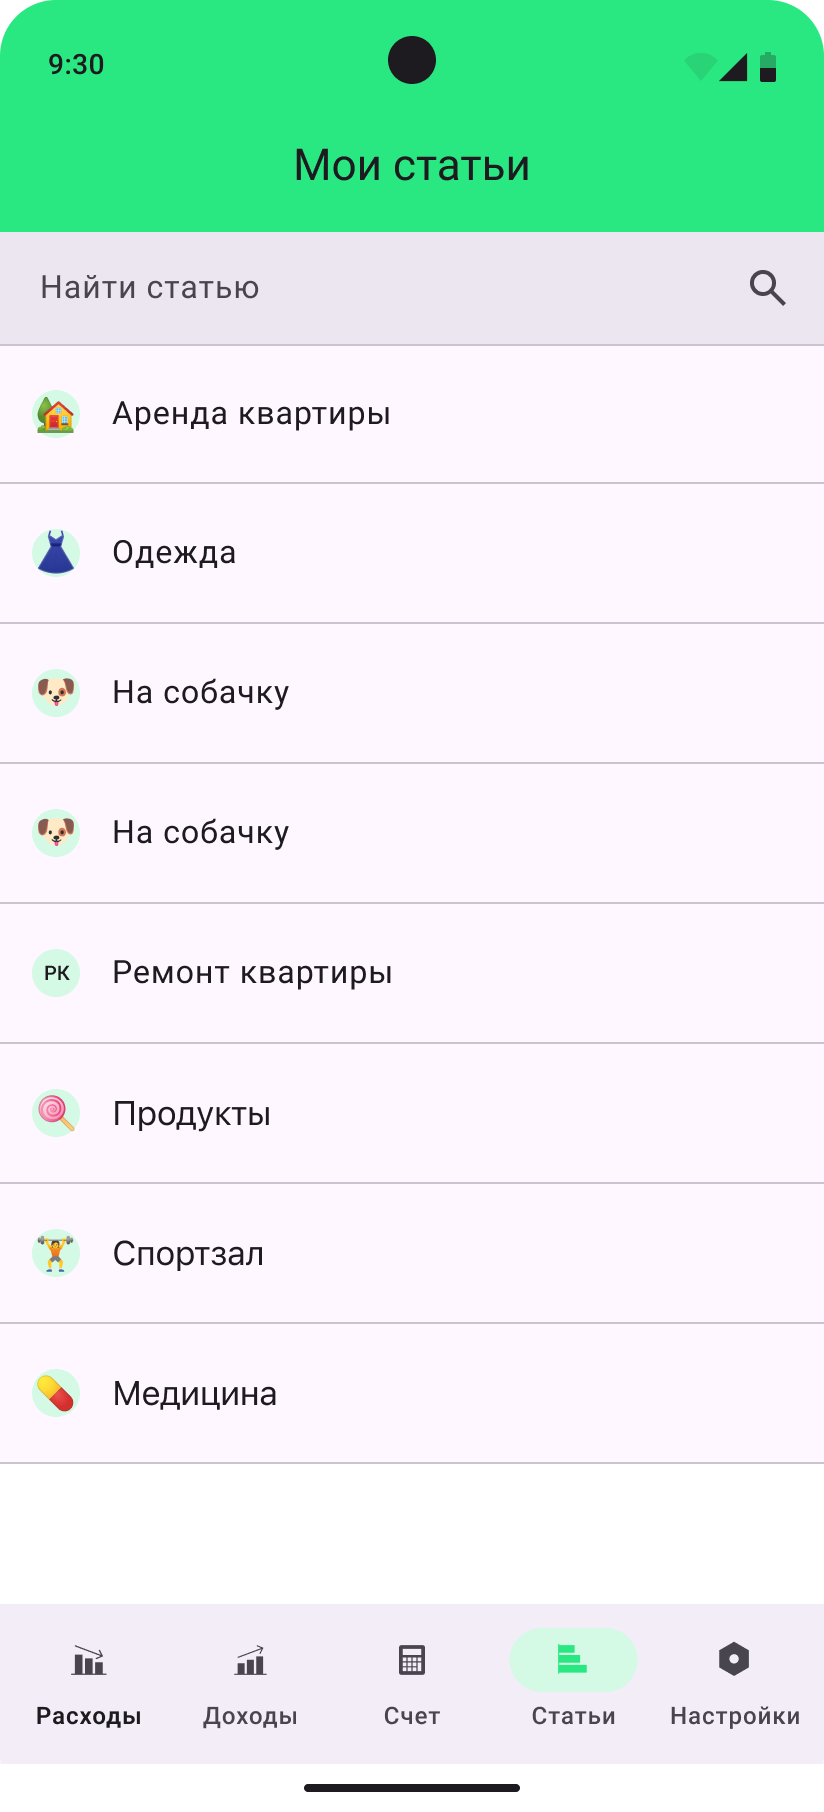 9:30
Мои статьи
Найти статью
Аренда квартиры
Одежда
На собачку
На собачку
РК Ремонт квартиры
Продукты
Спортзал
Медицина
Расходы Доходы Счет Статьи Настройки